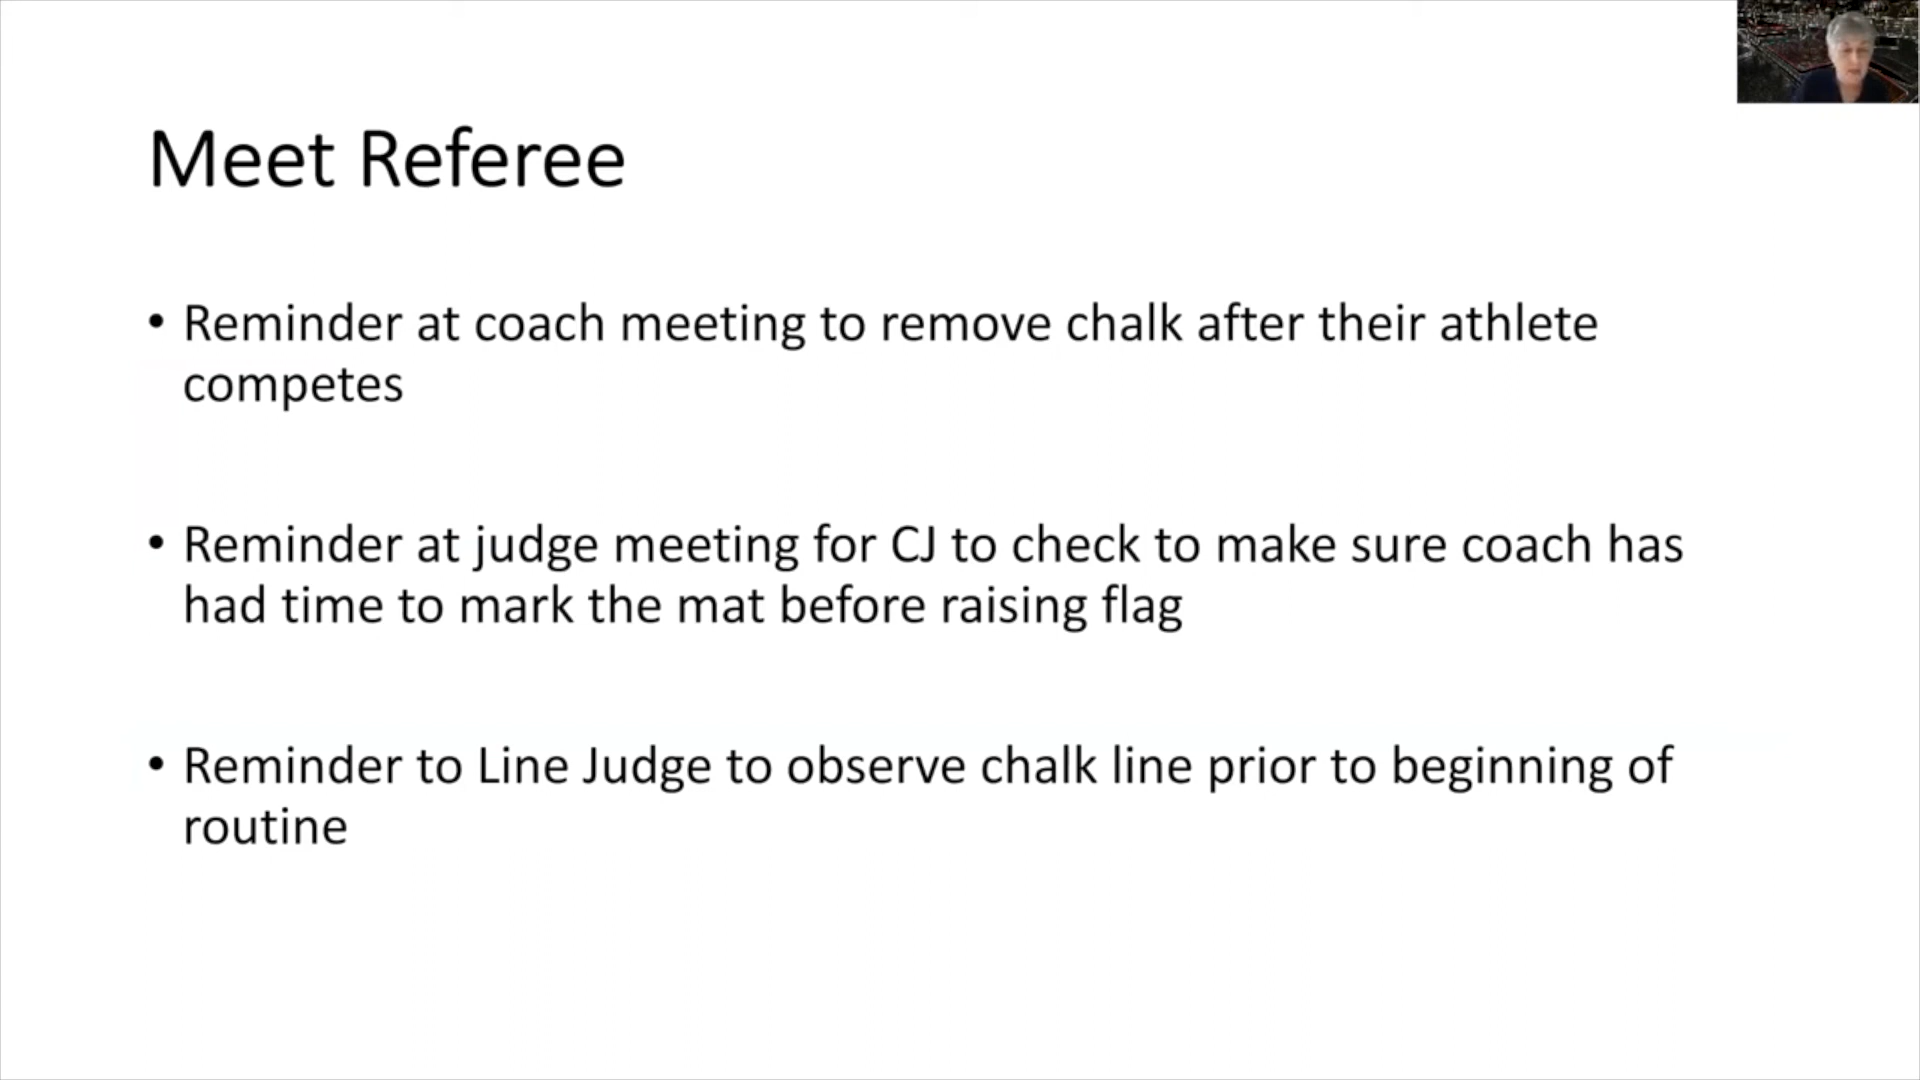 Meet Referee
• Reminder at coach meeting to remove chalk after their athlete
competes
• Reminder at judge meeting for CJ to check to make sure coach has
had time to mark the mat before raising flag
• Reminder to Line Judge to observe chalk line prior to beginning of
routine